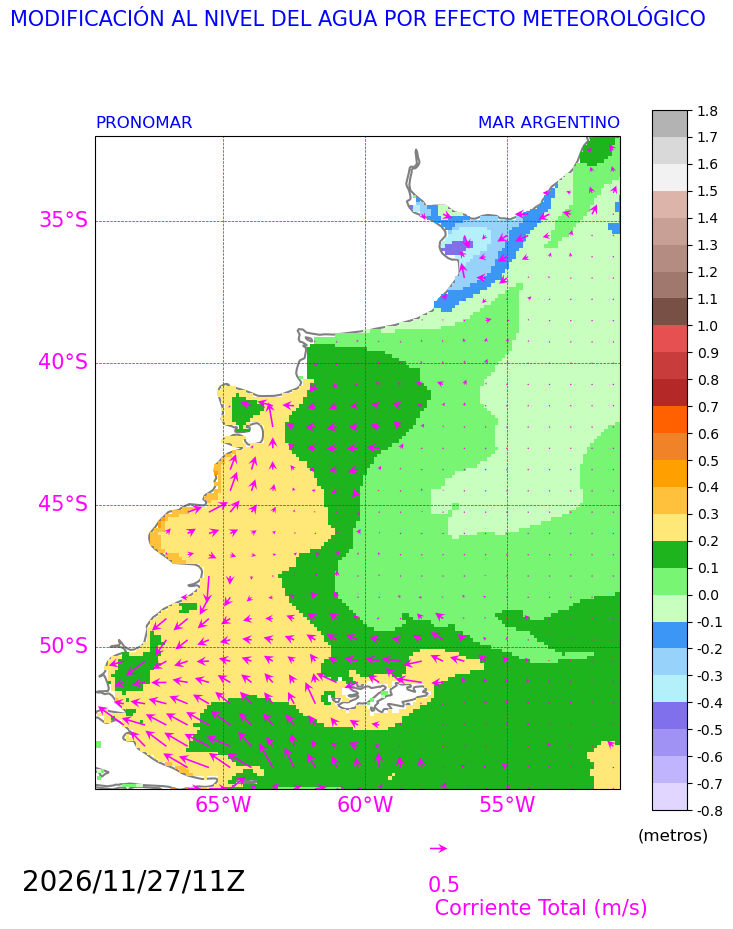 MODIFICACIÓN AL NIVEL DEL AGUA POR EFECTO METEOROLÓGICO
PRONOMAR
MAR ARGENTINO
35°S
40°S
45°S
50°S
65°W
60°W
55°W
1.8
1.7
1.6
1.5
1.4
1.3
1.2
1.1
1.0
0.9
0.8
0.7
0.6
0.5
0.4
0.3
0.2
0.1
0.0
-0.1
-0.2
-0.3
-0.4
-0.5
-0.6
-0.7
-0.8
(metros)
2026/11/27/11Z
0.5
Corriente Total (m/s)